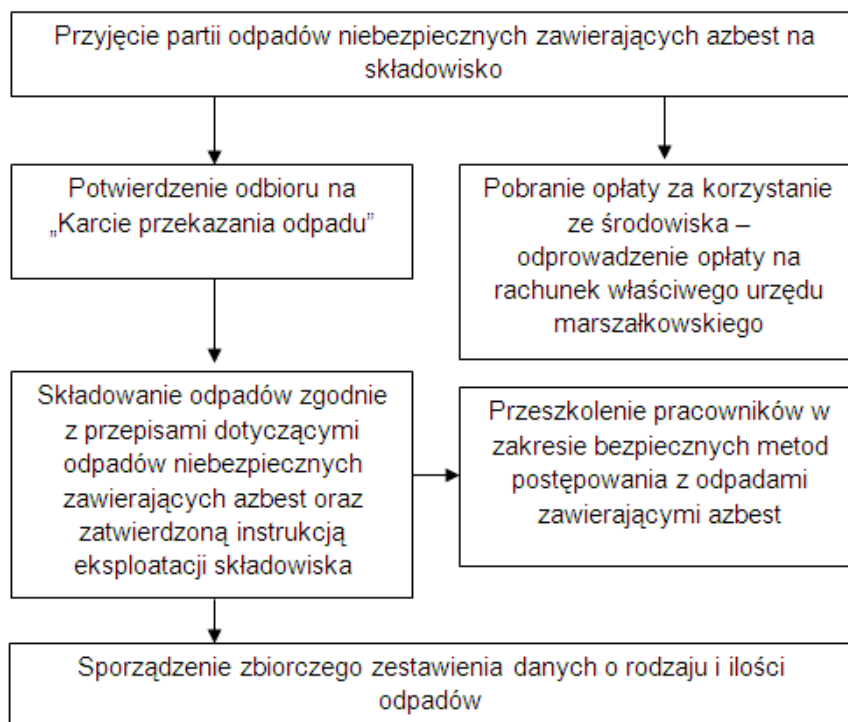 Przyjęcie partii odpadów niebezpiecznych zawierających azbest na
składowisko
Potwierdzenie odbioru na
„Karcie przekazania odpadu”
Pobranie opłaty za korzystanie
ze środowiska –
odprowadzenie opłaty na
rachunek właściwego urzędu
marszałkowskiego
Składowanie odpadów zgodnie
z przepisami dotyczącymi
odpadów niebezpiecznych
zawierających azbest oraz
zatwierdzoną instrukcją
eksploatacji składowiska
Przeszkolenie pracowników w
zakresie bezpiecznych metod
postępowania z odpadami
zawierającymi azbest
Sporządzenie zbiorczego zestawienia danych o rodzaju i ilości
odpadów